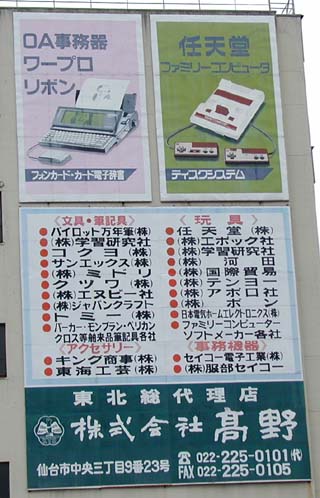 OA事務器
ワープロ
リボン
ファンカード・カード電子辞書
任天堂
ファミリーコンピュータ
ディスクシステム
《文具・筆記具》
パイロット万年筆(株)
(株)学習研究社
コクヨ(株)
サンエックス(株)
(株)ミドリ
クツワ(株)
(株)エヌビー社
(株)ジャパンクラフト
トミー(株)
パーカー・モンブラン・ペリカン
クロス等舶来品筆記具各社
《アクセサリー》
キング商事(株)
東海工芸(株)
《玩具》
任天堂(株)
(株)エポック社
(株)学習研究社
(株)河田
(株)国際貿易
(株)テンヨー
(株)アポロ社
(株)ポン
日本電気ホームエレクトロニクス(株)
ファミリーコンピューター
ソフトメーカー各社
《事務機器》
セイコー電子工業(株)
(株)服部セイコー
東北総代理店
株式会社髙野
仙台市中央三丁目9番23号
022-225-0101(代)
FAX 022-225-0105